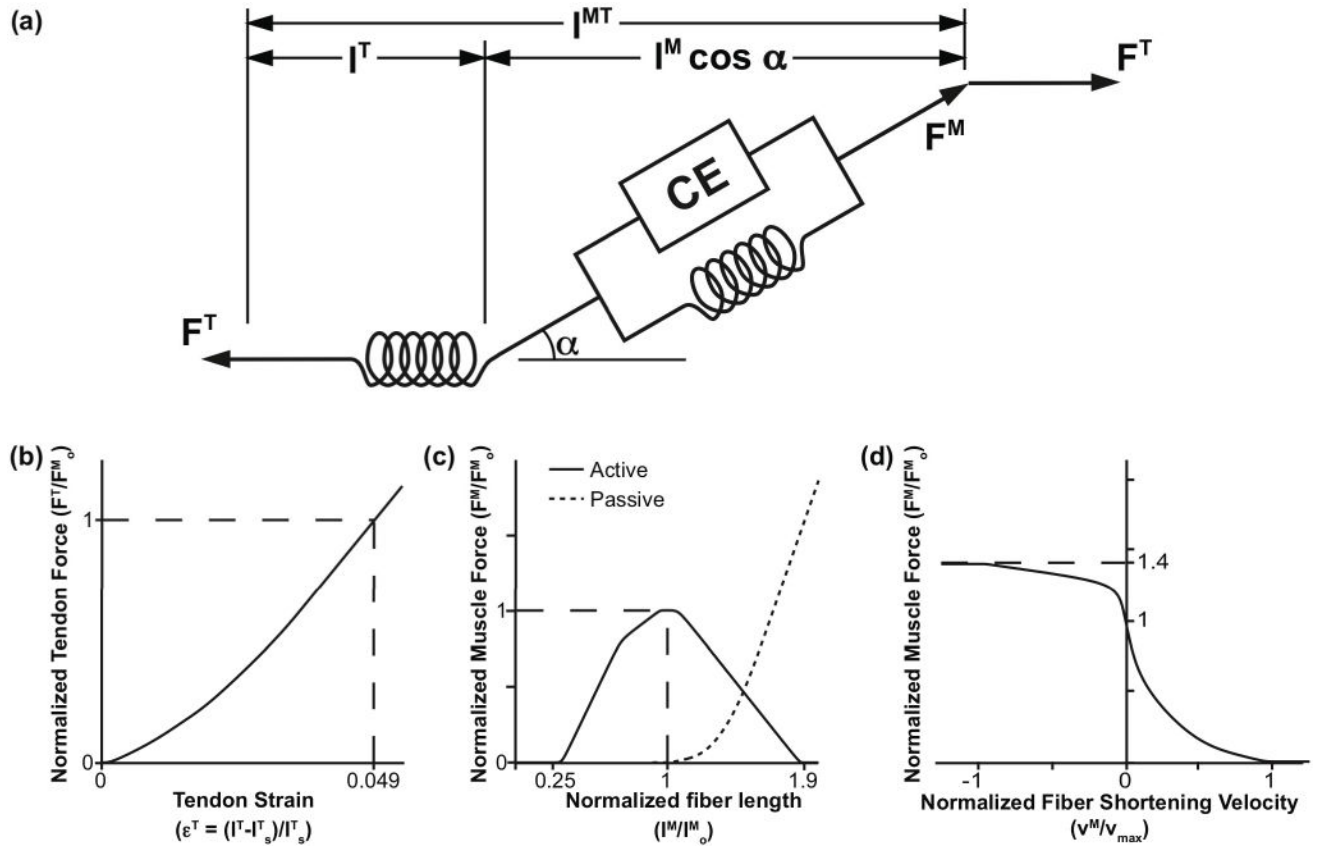 (a)
l^MT
l^T
l^M cos α
F^T
F^M
CE
F^T
α
(b)
Normalized Tendon Force (F^T/F^M_o)
1
0
0
0.049
Tendon Strain
(ε^T = (l^T-l^T_s)/l^T_s)
(c)
Normalized Muscle Force (F^M/F^M_o)
Active
Passive
1
0
0.25
1
1.9
Normalized fiber length
(l^M/l^M_o)
(d)
Normalized Muscle Force (F^M/F^M_o)
1.4
1
-1
0
1
Normalized Fiber Shortening Velocity
(v^M/v_max)